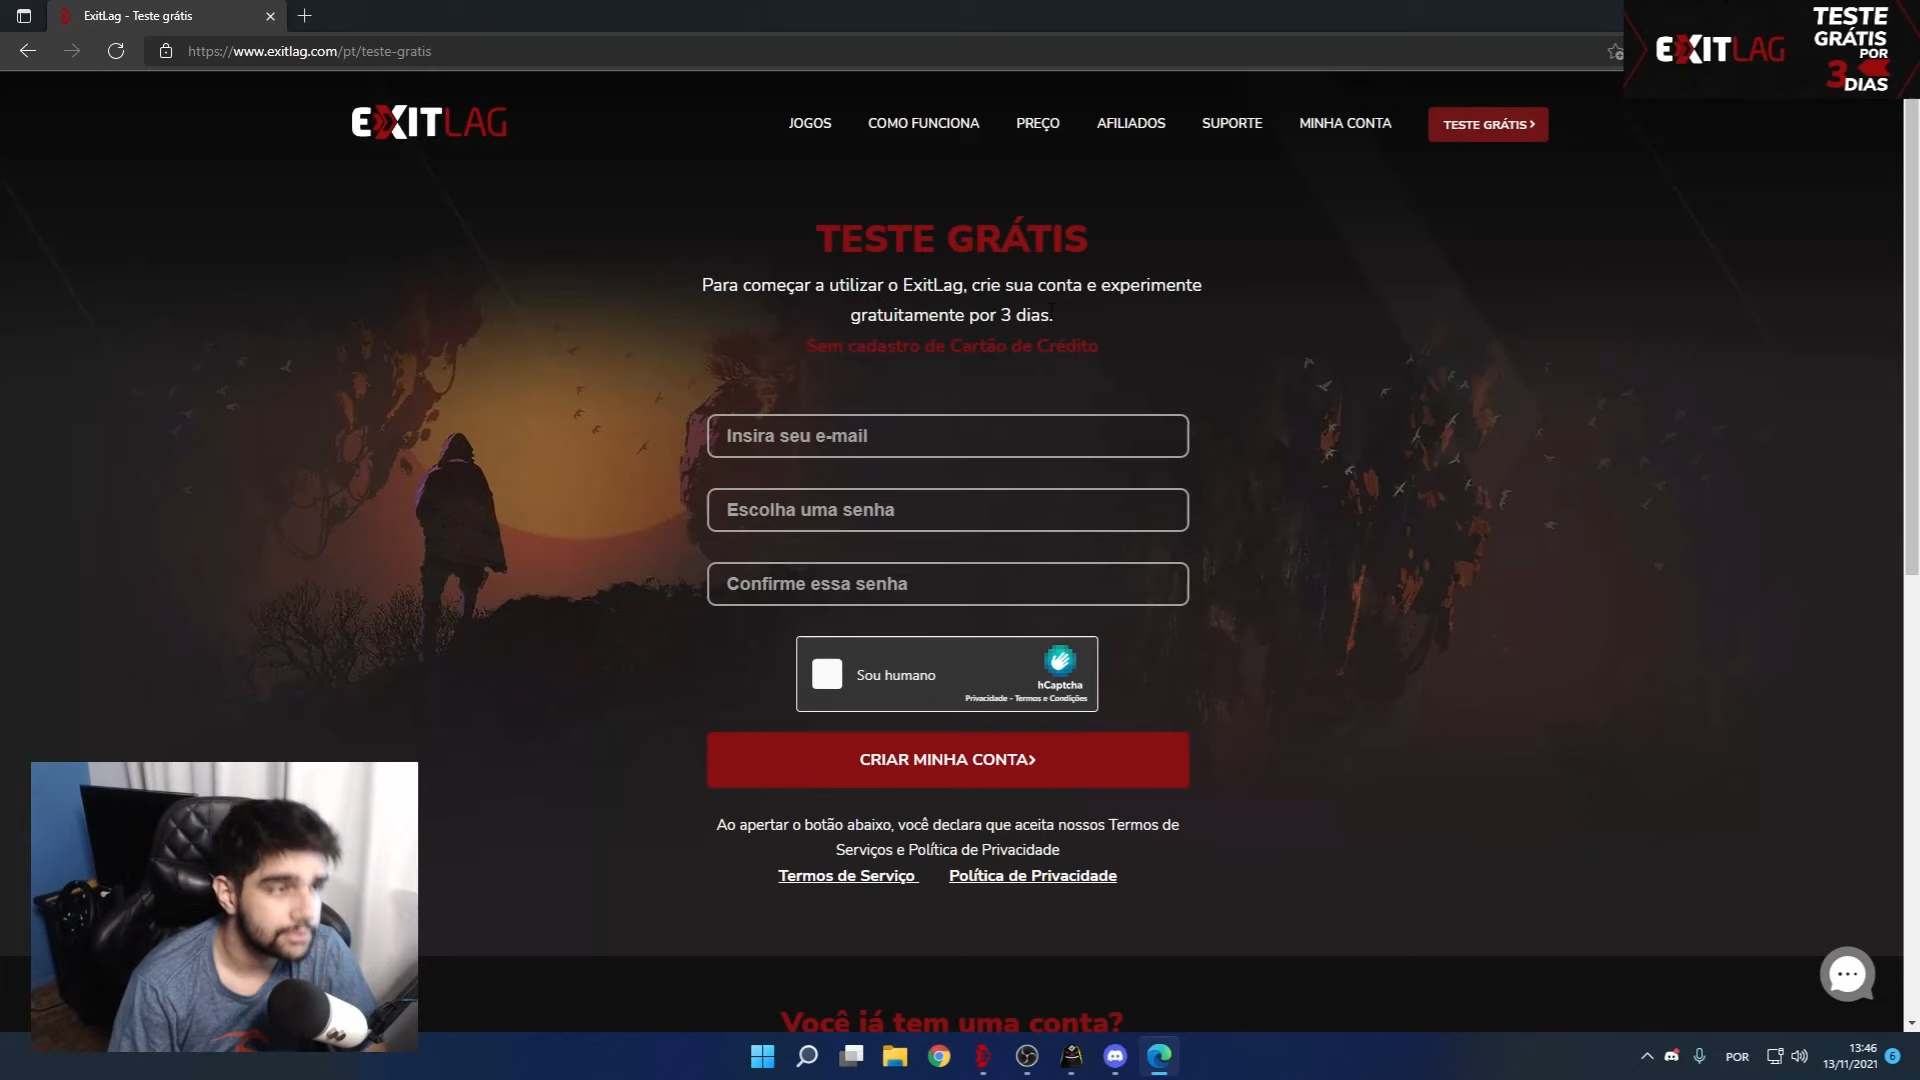 ExitLag - Teste grátis
https://www.exitlag.com/pt/teste-gratis
EXITLAG
TESTE
GRÁTIS
POR
3 DIAS
EXITLAG
JOGOS
COMO FUNCIONA
PREÇO
AFILIADOS
SUPORTE
MINHA CONTA
TESTE GRÁTIS
TESTE GRÁTIS
Para começar a utilizar o ExitLag, crie sua conta e experimente
gratuitamente por 3 dias.
Sem cadastro de Cartão de Crédito
Insira seu e-mail
Escolha uma senha
Confirme essa senha
Sou humano
hCaptcha
Privacidade - Termos e Condições
CRIAR MINHA CONTA
Ao apertar o botão abaixo, você declara que aceita nossos Termos de
Serviços e Política de Privacidade
Termos de Serviço
Política de Privacidade
Você já tem uma conta?
POR
13:46
13/11/2021
6